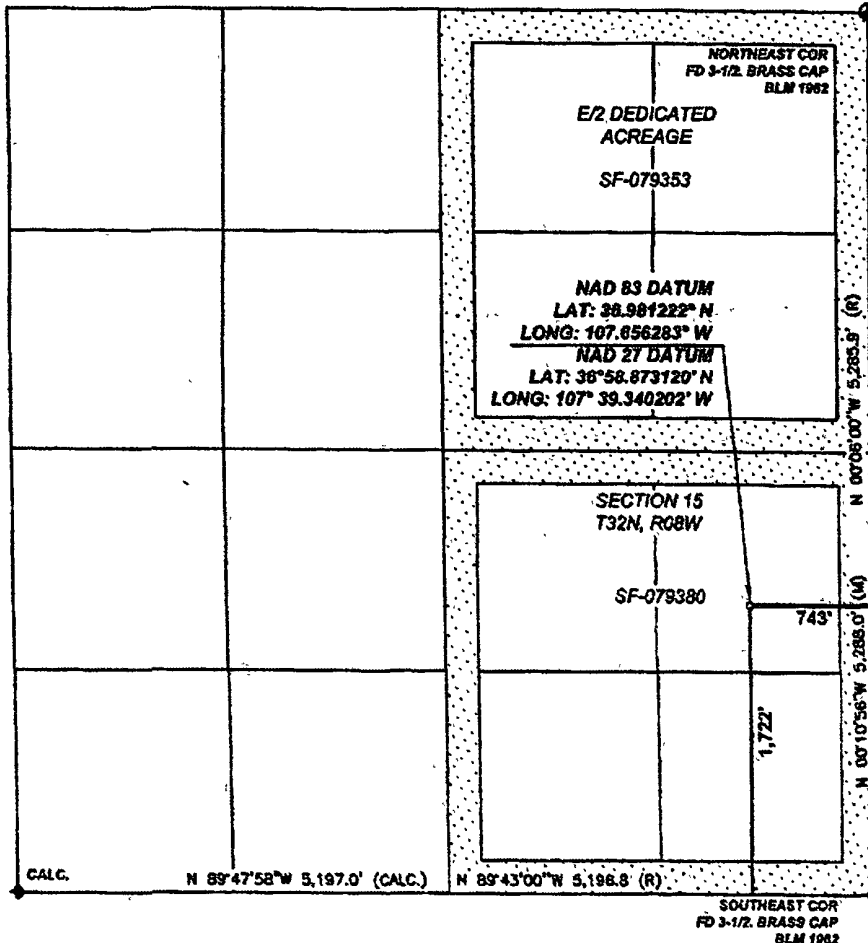 NORTHEAST COR
FD 3-1/2. BRASS CAP
BLM 1962
E/2 DEDICATED
ACREAGE
SF-079353
NAD 83 DATUM
LAT: 36.981222° N
LONG: 107.656283° W
NAD 27 DATUM
LAT: 36°58.873120' N
LONG: 107° 39.340202' W
N 00°06'00"W 5,285.9' (R)
SECTION 15
T32N, R08W
SF-079380
743'
1,722'
N 00°10'56"W 5,288.0' (M)
CALC.
N 89°47'58"W 5,197.0' (CALC.)
N 89°43'00"W 5,196.8 (R)
SOUTHEAST COR
FD 3-1/2. BRASS CAP
BLM 1962